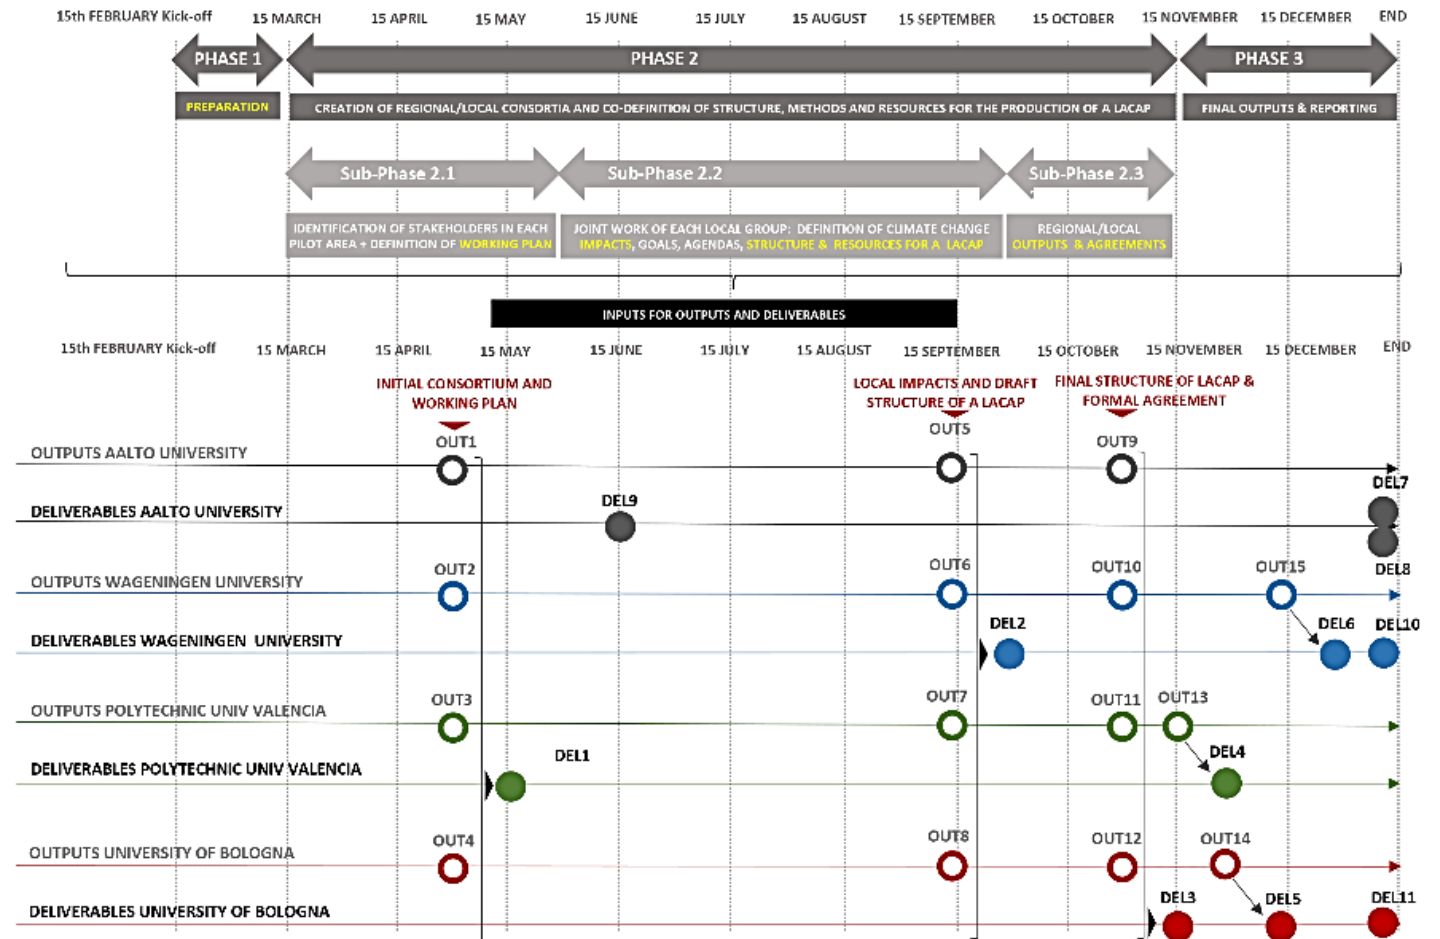 15th FEBRUARY Kick-off 15 MARCH 15 APRIL 15 MAY 15 JUNE 15 JULY 15 AUGUST 15 SEPTEMBER 15 OCTOBER 15 NOVEMBER 15 DECEMBER END
PHASE 1 PHASE 2 PHASE 3
PREPARATION CREATION OF REGIONAL/LOCAL CONSORTIA AND CO-DEFINITION OF STRUCTURE, METHODS AND RESOURCES FOR THE PRODUCTION OF A LACAP FINAL OUTPUTS & REPORTING
Sub-Phase 2.1 Sub-Phase 2.2 Sub-Phase 2.3
IDENTIFICATION OF STAKEHOLDERS IN EACH
PILOT AREA + DEFINITION OF WORKING PLAN
JOINT WORK OF EACH LOCAL GROUP: DEFINITION OF CLIMATE CHANGE
IMPACTS, GOALS, AGENDAS, STRUCTURE & RESOURCES FOR A LACAP
REGIONAL/LOCAL
OUTPUTS & AGREEMENTS
INPUTS FOR OUTPUTS AND DELIVERABLES
15th FEBRUARY Kick-off 15 MARCH 15 APRIL 15 MAY 15 JUNE 15 JULY 15 AUGUST 15 SEPTEMBER 15 OCTOBER 15 NOVEMBER 15 DECEMBER END
INITIAL CONSORTIUM AND
WORKING PLAN
LOCAL IMPACTS AND DRAFT
STRUCTURE OF A LACAP
FINAL STRUCTURE OF LACAP &
FORMAL AGREEMENT
OUTPUTS AALTO UNIVERSITY OUT1 OUT5 OUT9
DELIVERABLES AALTO UNIVERSITY DEL9 DEL7
DEL8
OUTPUTS WAGENINGEN UNIVERSITY OUT2 OUT6 OUT10 OUT15
DELIVERABLES WAGENINGEN UNIVERSITY DEL2 DEL6 DEL10
OUTPUTS POLYTECHNIC UNIV VALENCIA OUT3 OUT7 OUT11 OUT13
DELIVERABLES POLYTECHNIC UNIV VALENCIA DEL1 DEL4
OUTPUTS UNIVERSITY OF BOLOGNA OUT4 OUT8 OUT12 OUT14
DELIVERABLES UNIVERSITY OF BOLOGNA DEL3 DEL5 DEL11